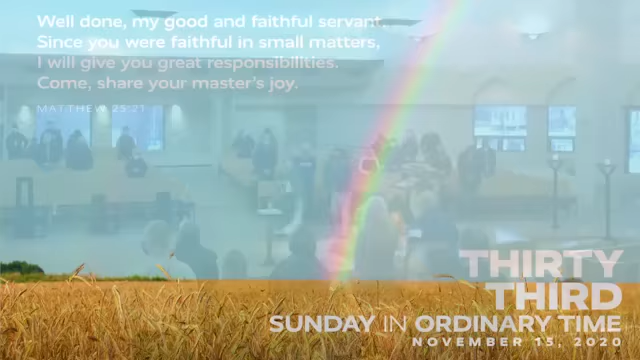 Well done, my good and faithful servant.
Since you were faithful in small matters,
I will give you great responsibilities.
Come, share your master's joy.
MATTHEW 25:21
THIRTY
THIRD
SUNDAY IN ORDINARY TIME
NOVEMBER 15, 2020